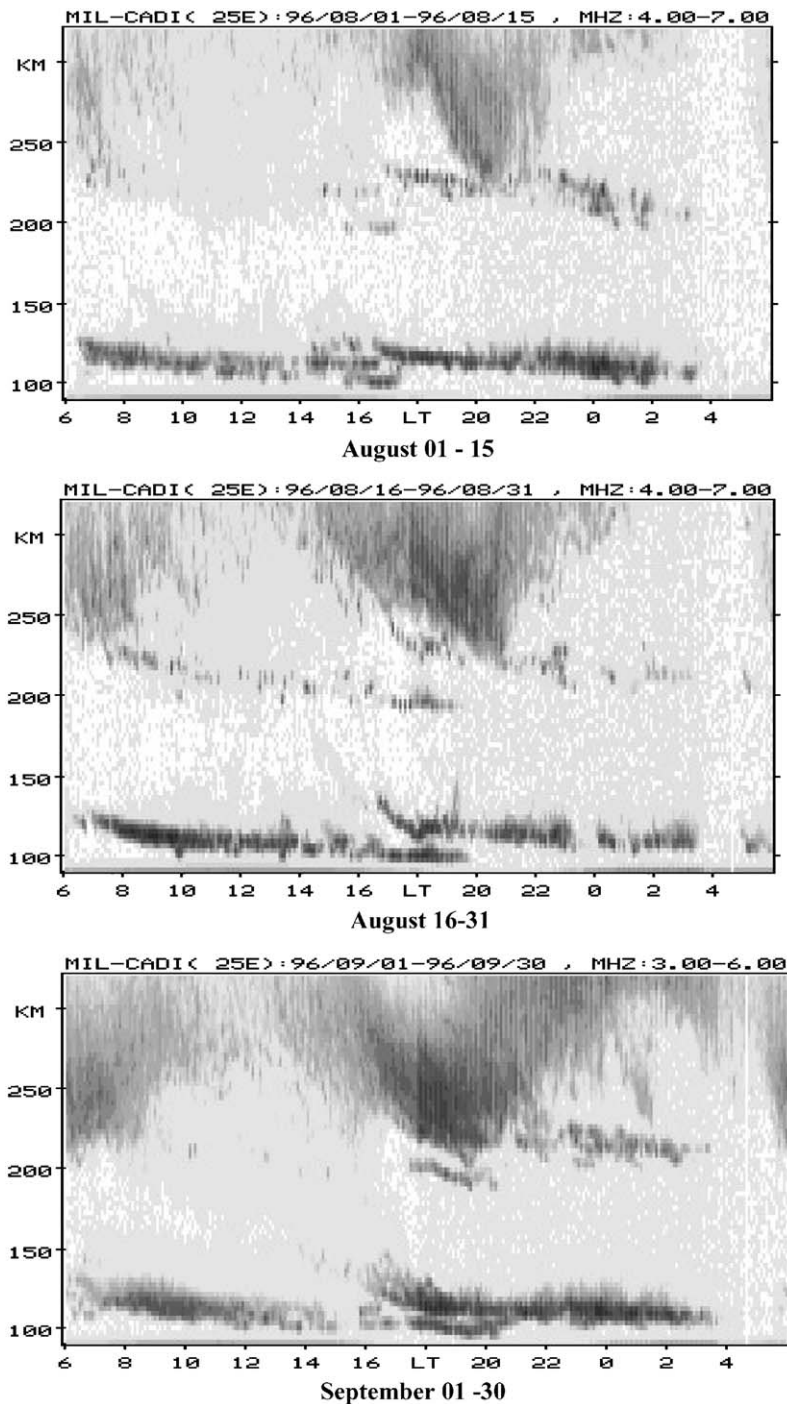 MIL-CADI( 25E):96/08/01-96/08/15 , MHZ:4.00-7.00
KM
250
200
150
100
6 8 10 12 14 16 LT 20 22 0 2 4
August 01 - 15
MIL-CADI( 25E):96/08/16-96/08/31 , MHZ:4.00-7.00
KM
250
200
150
100
6 8 10 12 14 16 LT 20 22 0 2 4
August 16-31
MIL-CADI( 25E):96/09/01-96/09/30 , MHZ:3.00-6.00
KM
250
200
150
100
6 8 10 12 14 16 LT 20 22 0 2 4
September 01 -30